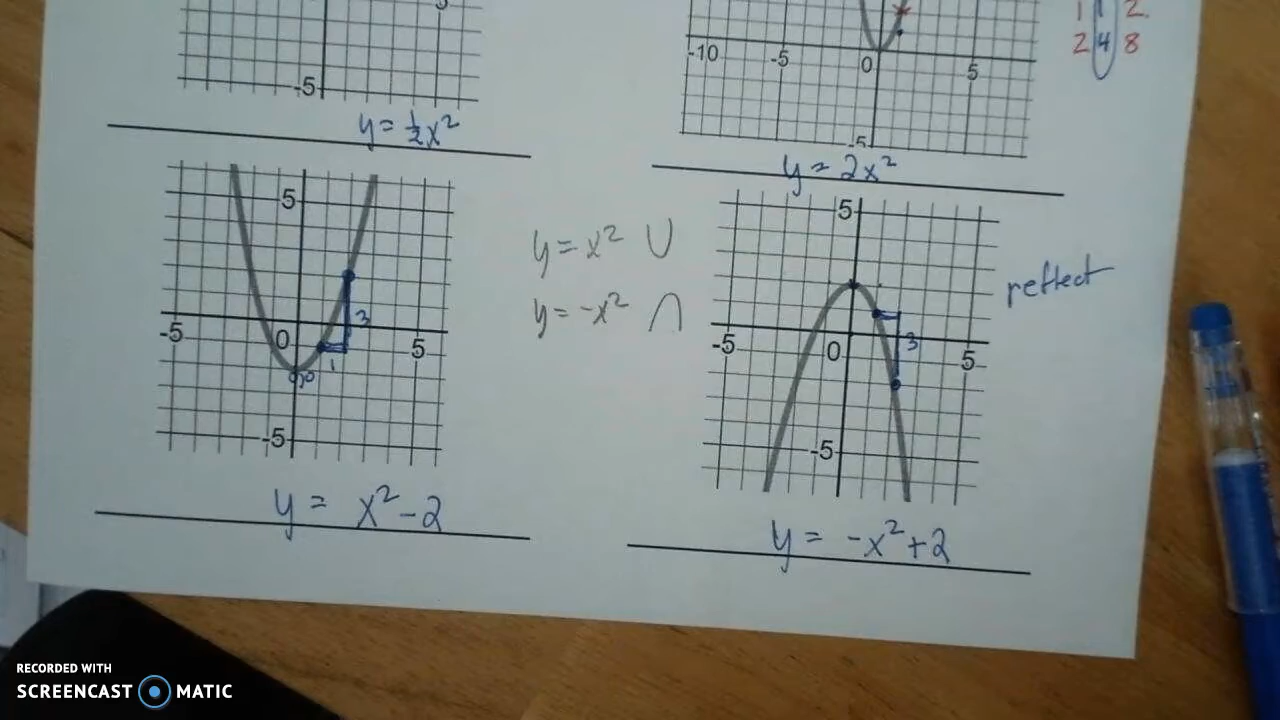 5
-5
y = ½x²
1 1 2.
2 4 8
-10 -5 0 5
-5
y = 2x²
5
-5 0 5
3
1
-5
y = x² - 2
y = x² ∪
y = -x² ∩
5
reflect
-5 0 5
3
-5
y = -x² + 2
RECORDED WITH
SCREENCAST MATIC